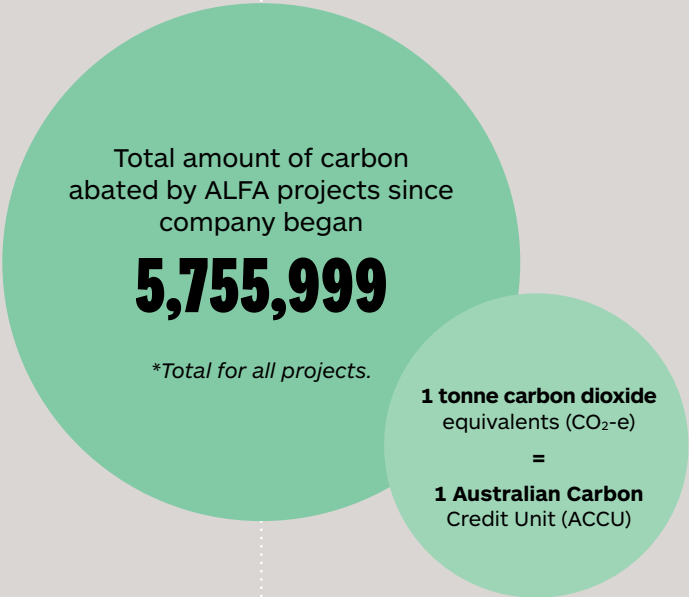 Total amount of carbon
abated by ALFA projects since
company began
5,755,999
*Total for all projects.
1 tonne carbon dioxide
equivalents (CO₂-e)
=
1 Australian Carbon
Credit Unit (ACCU)